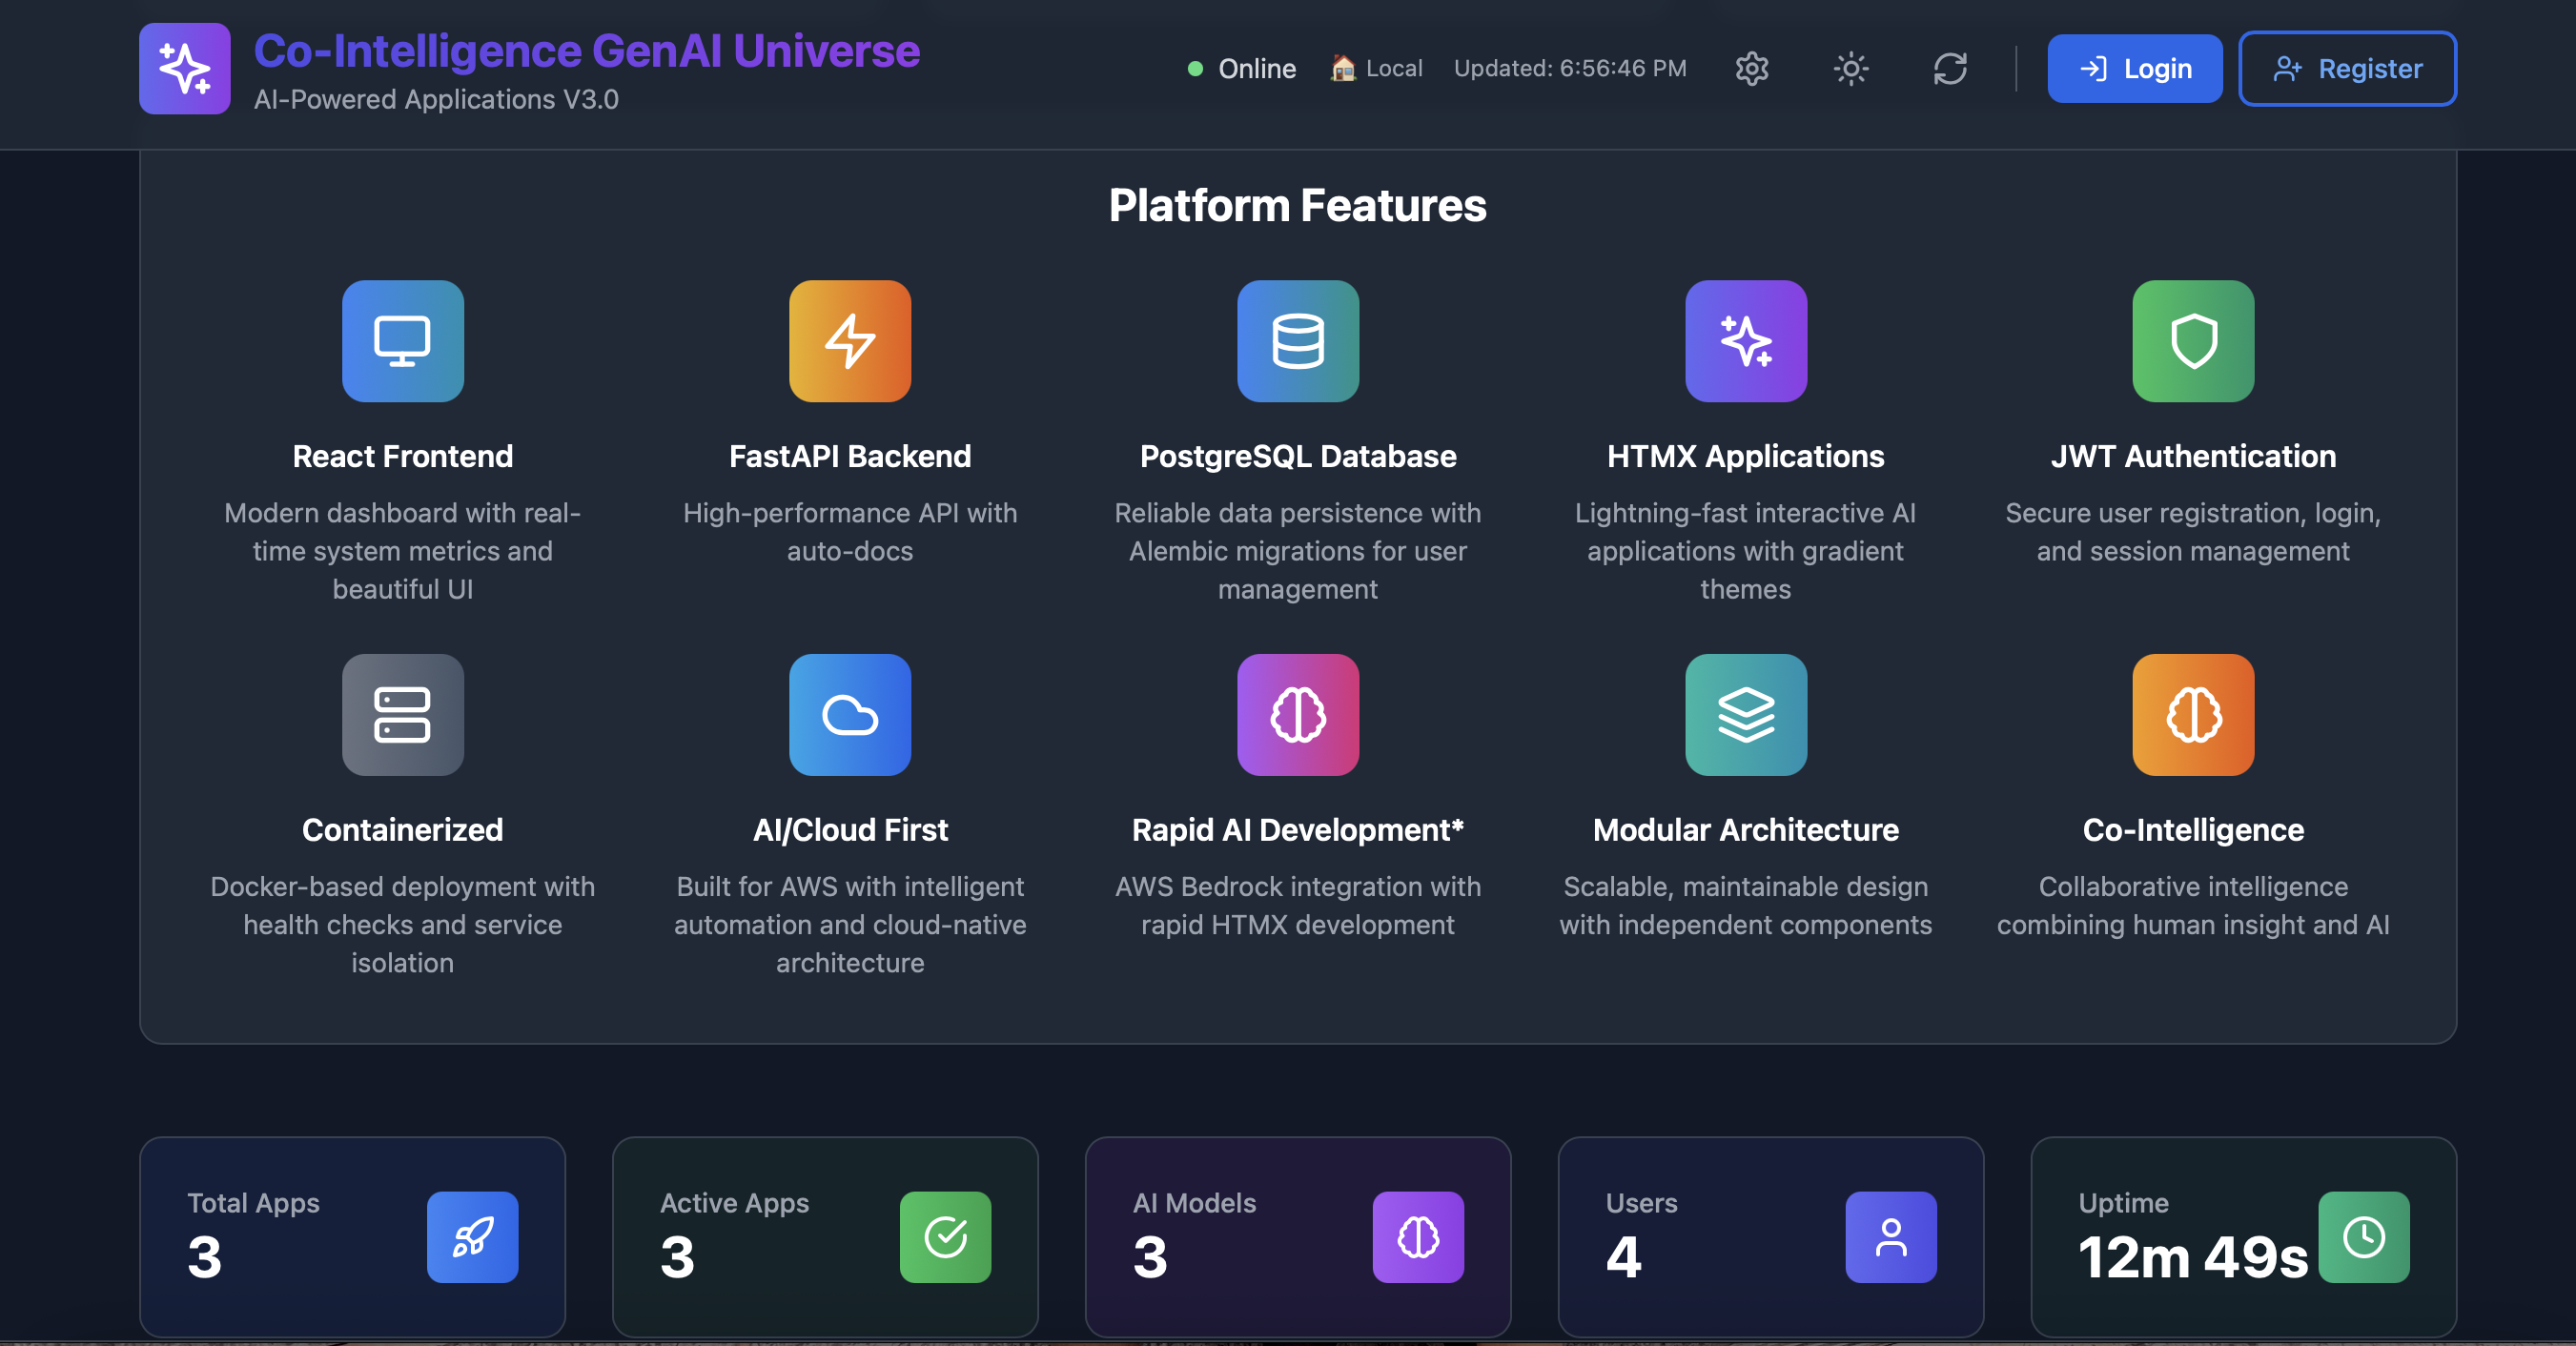 Co-Intelligence GenAI Universe
AI-Powered Applications V3.0
Online
Local
Updated: 6:56:46 PM
Login
Register
Platform Features
React Frontend
Modern dashboard with real-
time system metrics and
beautiful UI
FastAPI Backend
High-performance API with
auto-docs
PostgreSQL Database
Reliable data persistence with
Alembic migrations for user
management
HTMX Applications
Lightning-fast interactive AI
applications with gradient
themes
JWT Authentication
Secure user registration, login,
and session management
Containerized
Docker-based deployment with
health checks and service
isolation
AI/Cloud First
Built for AWS with intelligent
automation and cloud-native
architecture
Rapid AI Development*
AWS Bedrock integration with
rapid HTMX development
Modular Architecture
Scalable, maintainable design
with independent components
Co-Intelligence
Collaborative intelligence
combining human insight and AI
Total Apps
3
Active Apps
3
AI Models
3
Users
4
Uptime
12m 49s